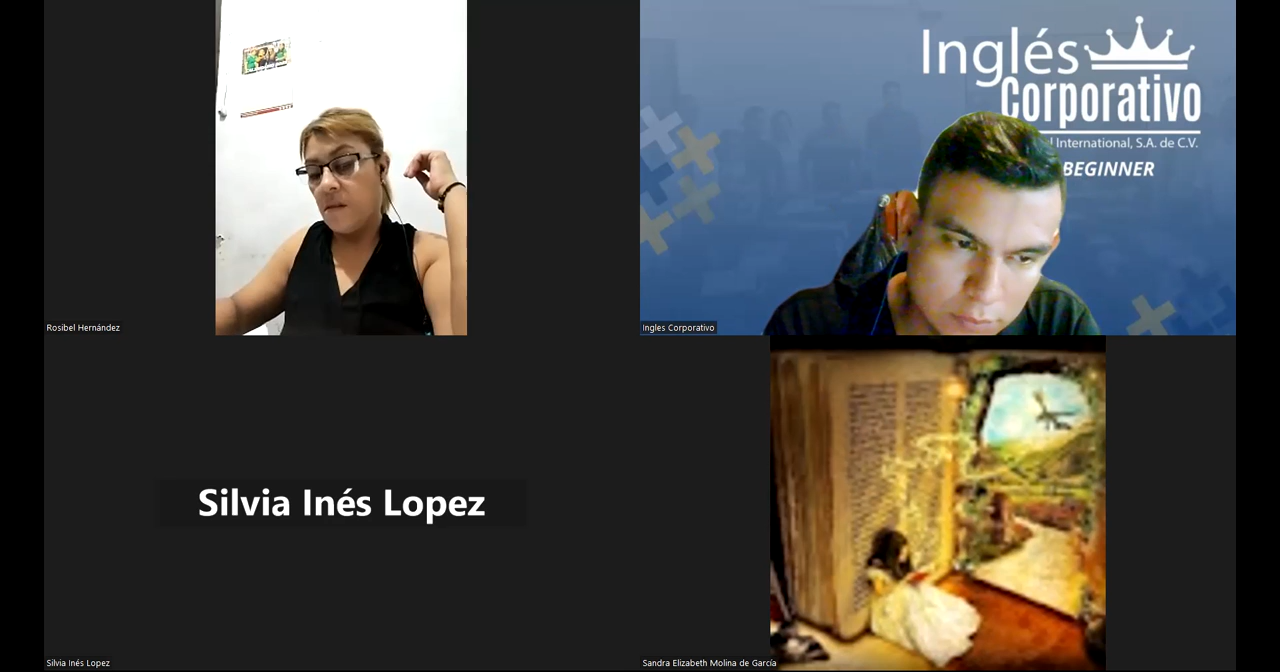 Inglés
Corporativo
l International, S.A. de C.V.
BEGINNER
Rosibel Hernández
Ingles Corporativo
Silvia Inés Lopez
Silvia Inés Lopez
Sandra Elizabeth Molina de García